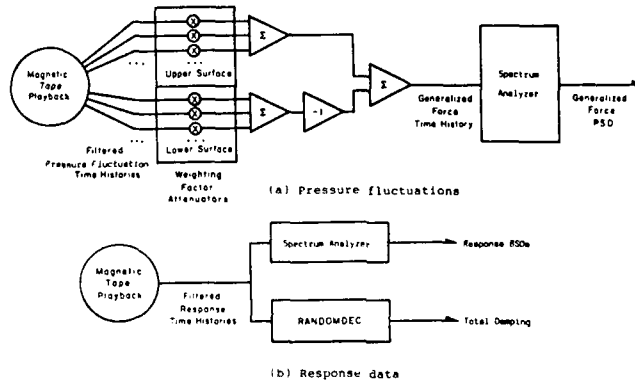 Magnetic
Tape
Playback
X
X
X
...
...
Upper Surface
Σ
X
X
X
...
...
Lower Surface
Σ
-1
Σ
Filtered
Pressure Fluctuation
Time Histories
Weighting
Factor
Attenuators
Generalized
Force
Time History
Spectrum
Analyzer
Generalized
Force
PSD
(a) Pressure fluctuations
Magnetic
Tape
Playback
Filtered
Response
Time Histories
Spectrum Analyzer
Response PSDs
RANDOMDEC
Total Damping
(b) Response data